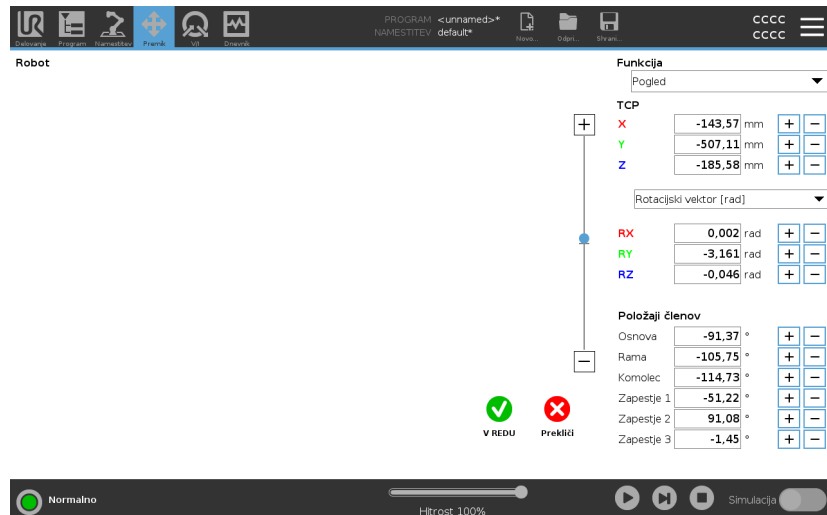 PROGRAM <unnamed>*
NAMESTITEV default*
cccc
cccc
Delovanje Program Namestitev Premik V/I Dnevnik
Novo... Odpri... Shrani...
Robot
Funkcija
Pogled
TCP
X -143,57 mm + −
Y -507,11 mm + −
Z -185,58 mm + −
Rotacijski vektor [rad]
RX 0,002 rad + −
RY -3,161 rad + −
RZ -0,046 rad + −
Položaji členov
Osnova -91,37 ° + −
Rama -105,75 ° + −
Komolec -114,73 ° + −
Zapestje 1 -51,22 ° + −
Zapestje 2 91,08 ° + −
Zapestje 3 -1,45 ° + −
V REDU Prekliči
Normalno
Hitrost 100%
Simulacija